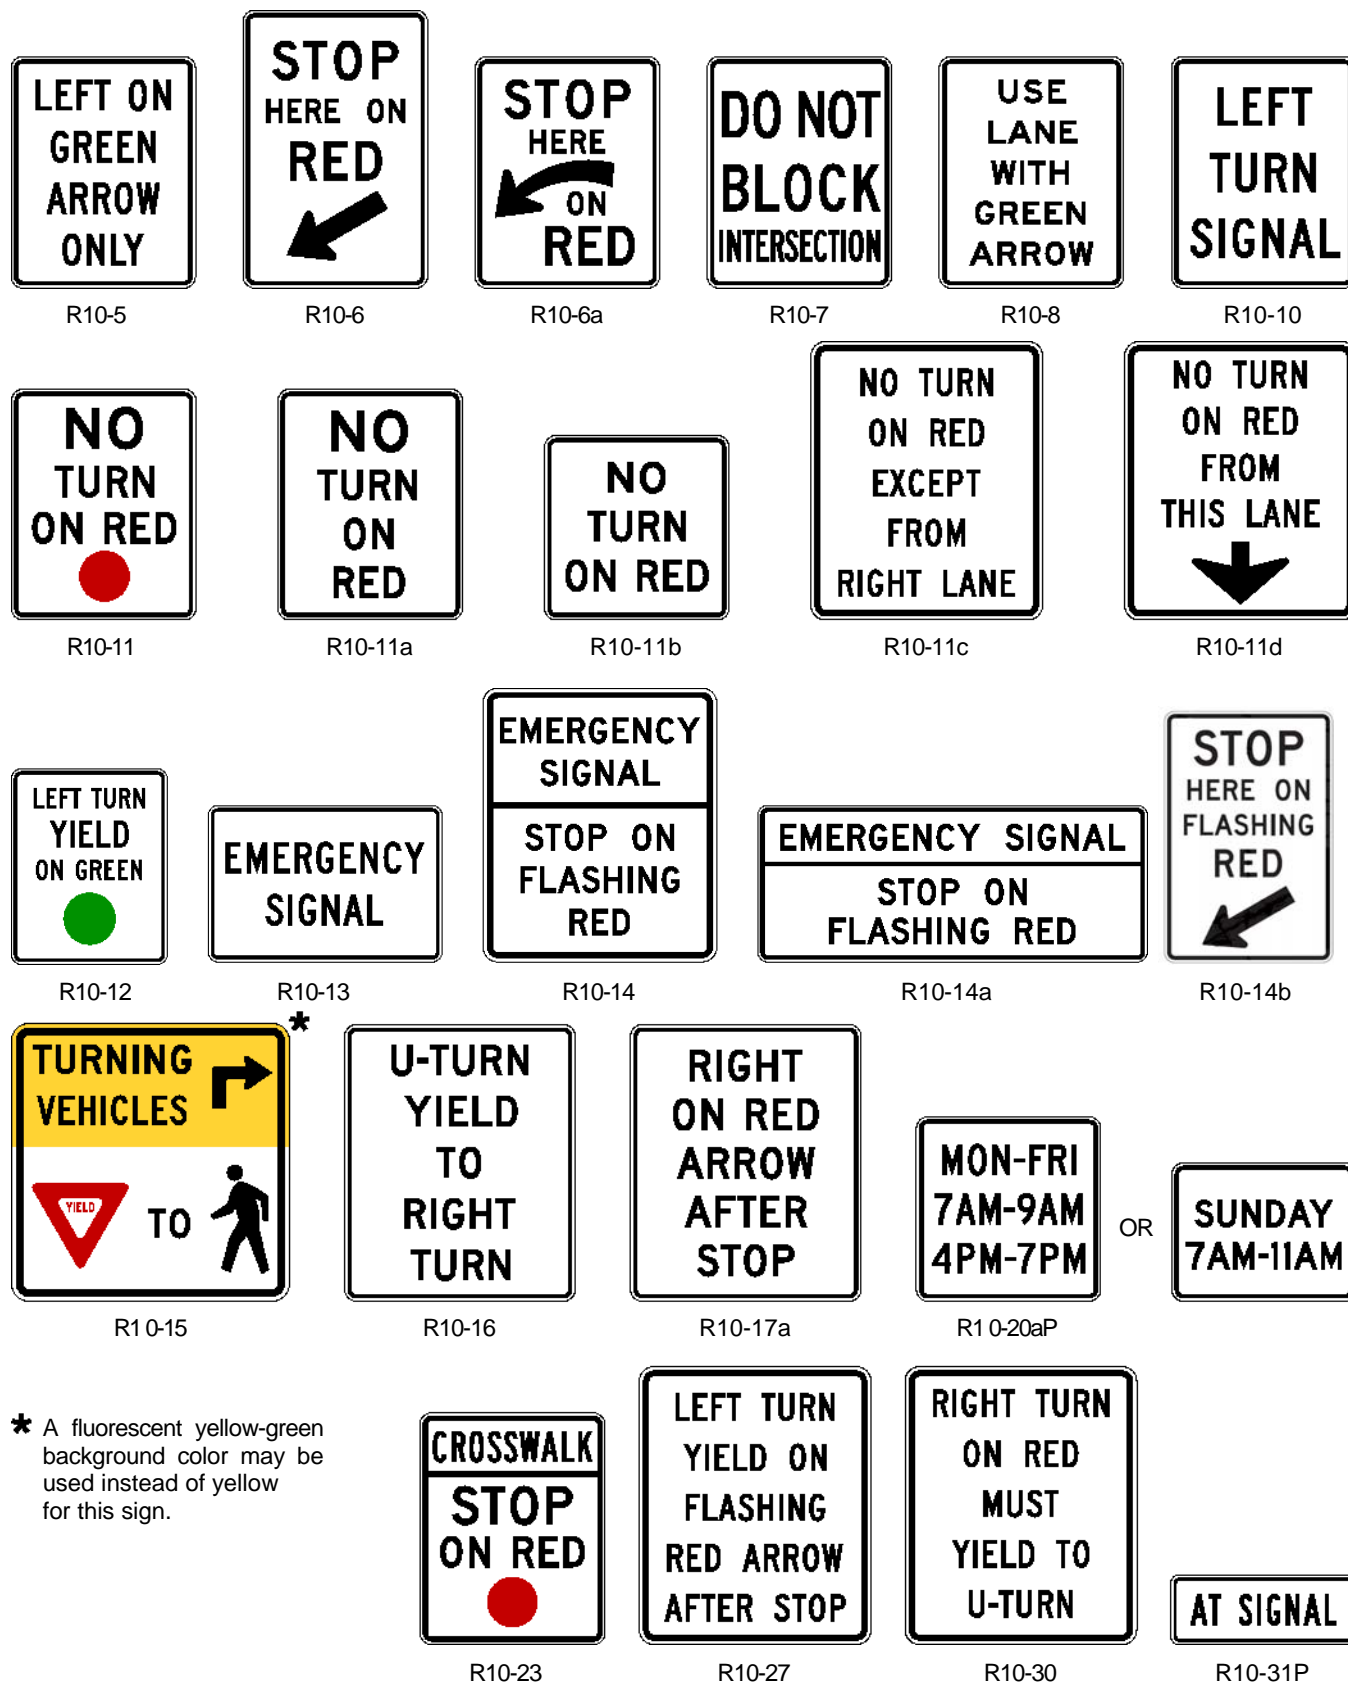 LEFT ON
GREEN
ARROW
ONLY
R10-5
STOP
HERE ON
RED
R10-6
STOP
HERE
ON
RED
R10-6a
DO NOT
BLOCK
INTERSECTION
R10-7
USE
LANE
WITH
GREEN
ARROW
R10-8
LEFT
TURN
SIGNAL
R10-10
NO
TURN
ON RED
R10-11
NO
TURN
ON
RED
R10-11a
NO
TURN
ON RED
R10-11b
NO TURN
ON RED
EXCEPT
FROM
RIGHT LANE
R10-11c
NO TURN
ON RED
FROM
THIS LANE
R10-11d
LEFT TURN
YIELD
ON GREEN
R10-12
EMERGENCY
SIGNAL
R10-13
EMERGENCY
SIGNAL
STOP ON
FLASHING
RED
R10-14
EMERGENCY SIGNAL
STOP ON
FLASHING RED
R10-14a
STOP
HERE ON
FLASHING
RED
R10-14b
TURNING
VEHICLES
YIELD
TO
*
R10-15
U-TURN
YIELD
TO
RIGHT
TURN
R10-16
RIGHT
ON RED
ARROW
AFTER
STOP
R10-17a
MON-FRI
7AM-9AM
4PM-7PM
R10-20aP
OR
SUNDAY
7AM-11AM
* A fluorescent yellow-green
background color may be
used instead of yellow
for this sign.
CROSSWALK
STOP
ON RED
R10-23
LEFT TURN
YIELD ON
FLASHING
RED ARROW
AFTER STOP
R10-27
RIGHT TURN
ON RED
MUST
YIELD TO
U-TURN
R10-30
AT SIGNAL
R10-31P